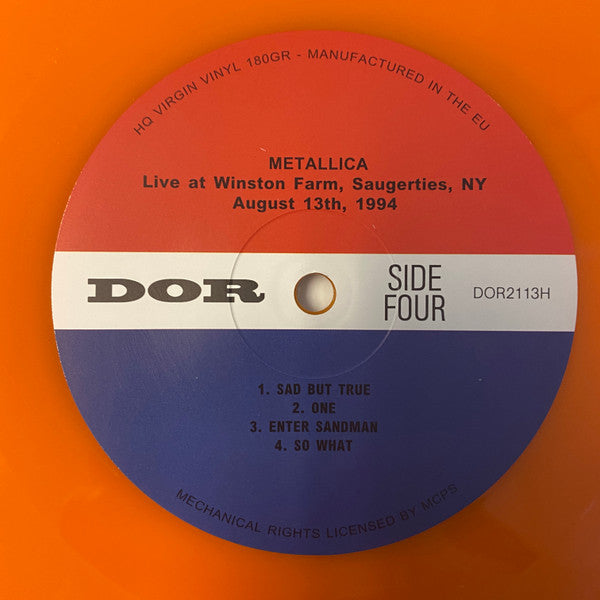 HQ VIRGIN VINYL 180GR - MANUFACTURED IN THE EU
METALLICA
Live at Winston Farm, Saugerties, NY
August 13th, 1994
DOR
SIDE
FOUR
DOR2113H
1. SAD BUT TRUE
2. ONE
3. ENTER SANDMAN
4. SO WHAT
MECHANICAL RIGHTS LICENSED BY MCPS